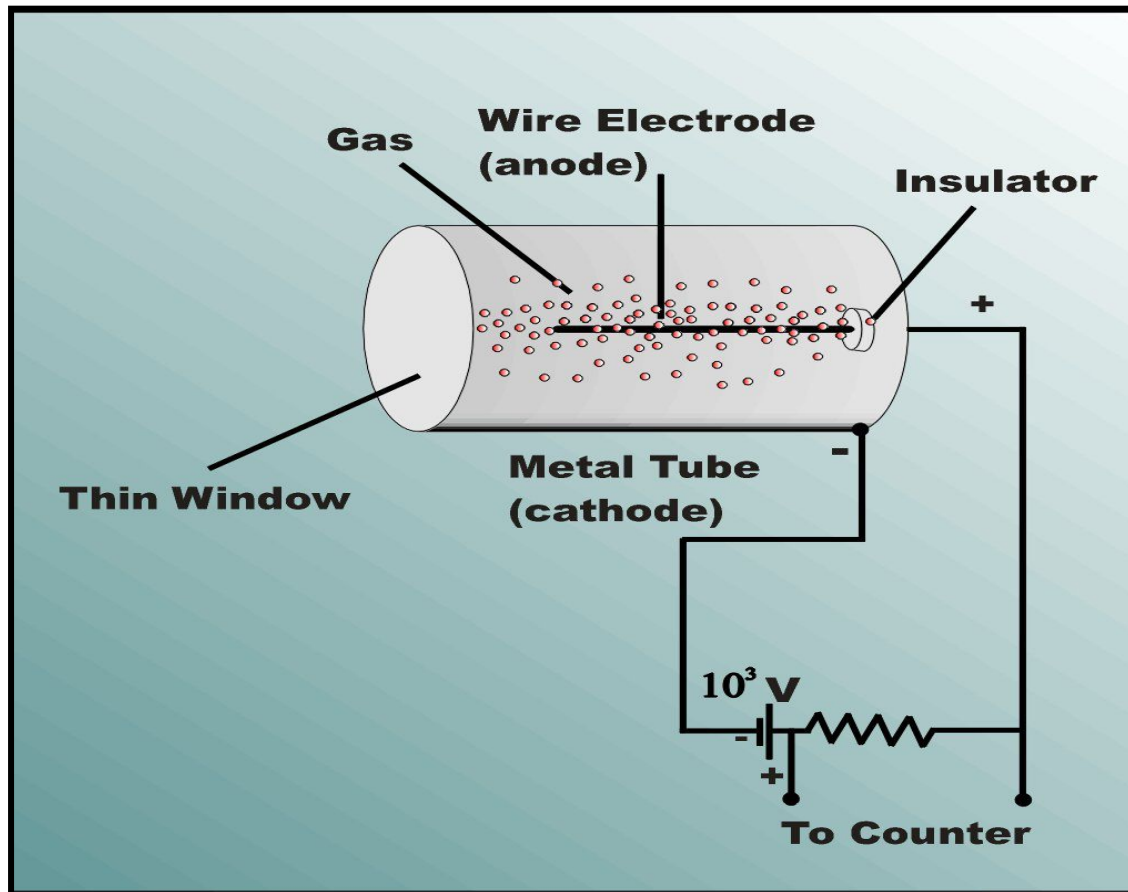 Gas
Wire Electrode
(anode)
Insulator
+
-
Metal Tube
(cathode)
Thin Window
10³ V
-
+
To Counter